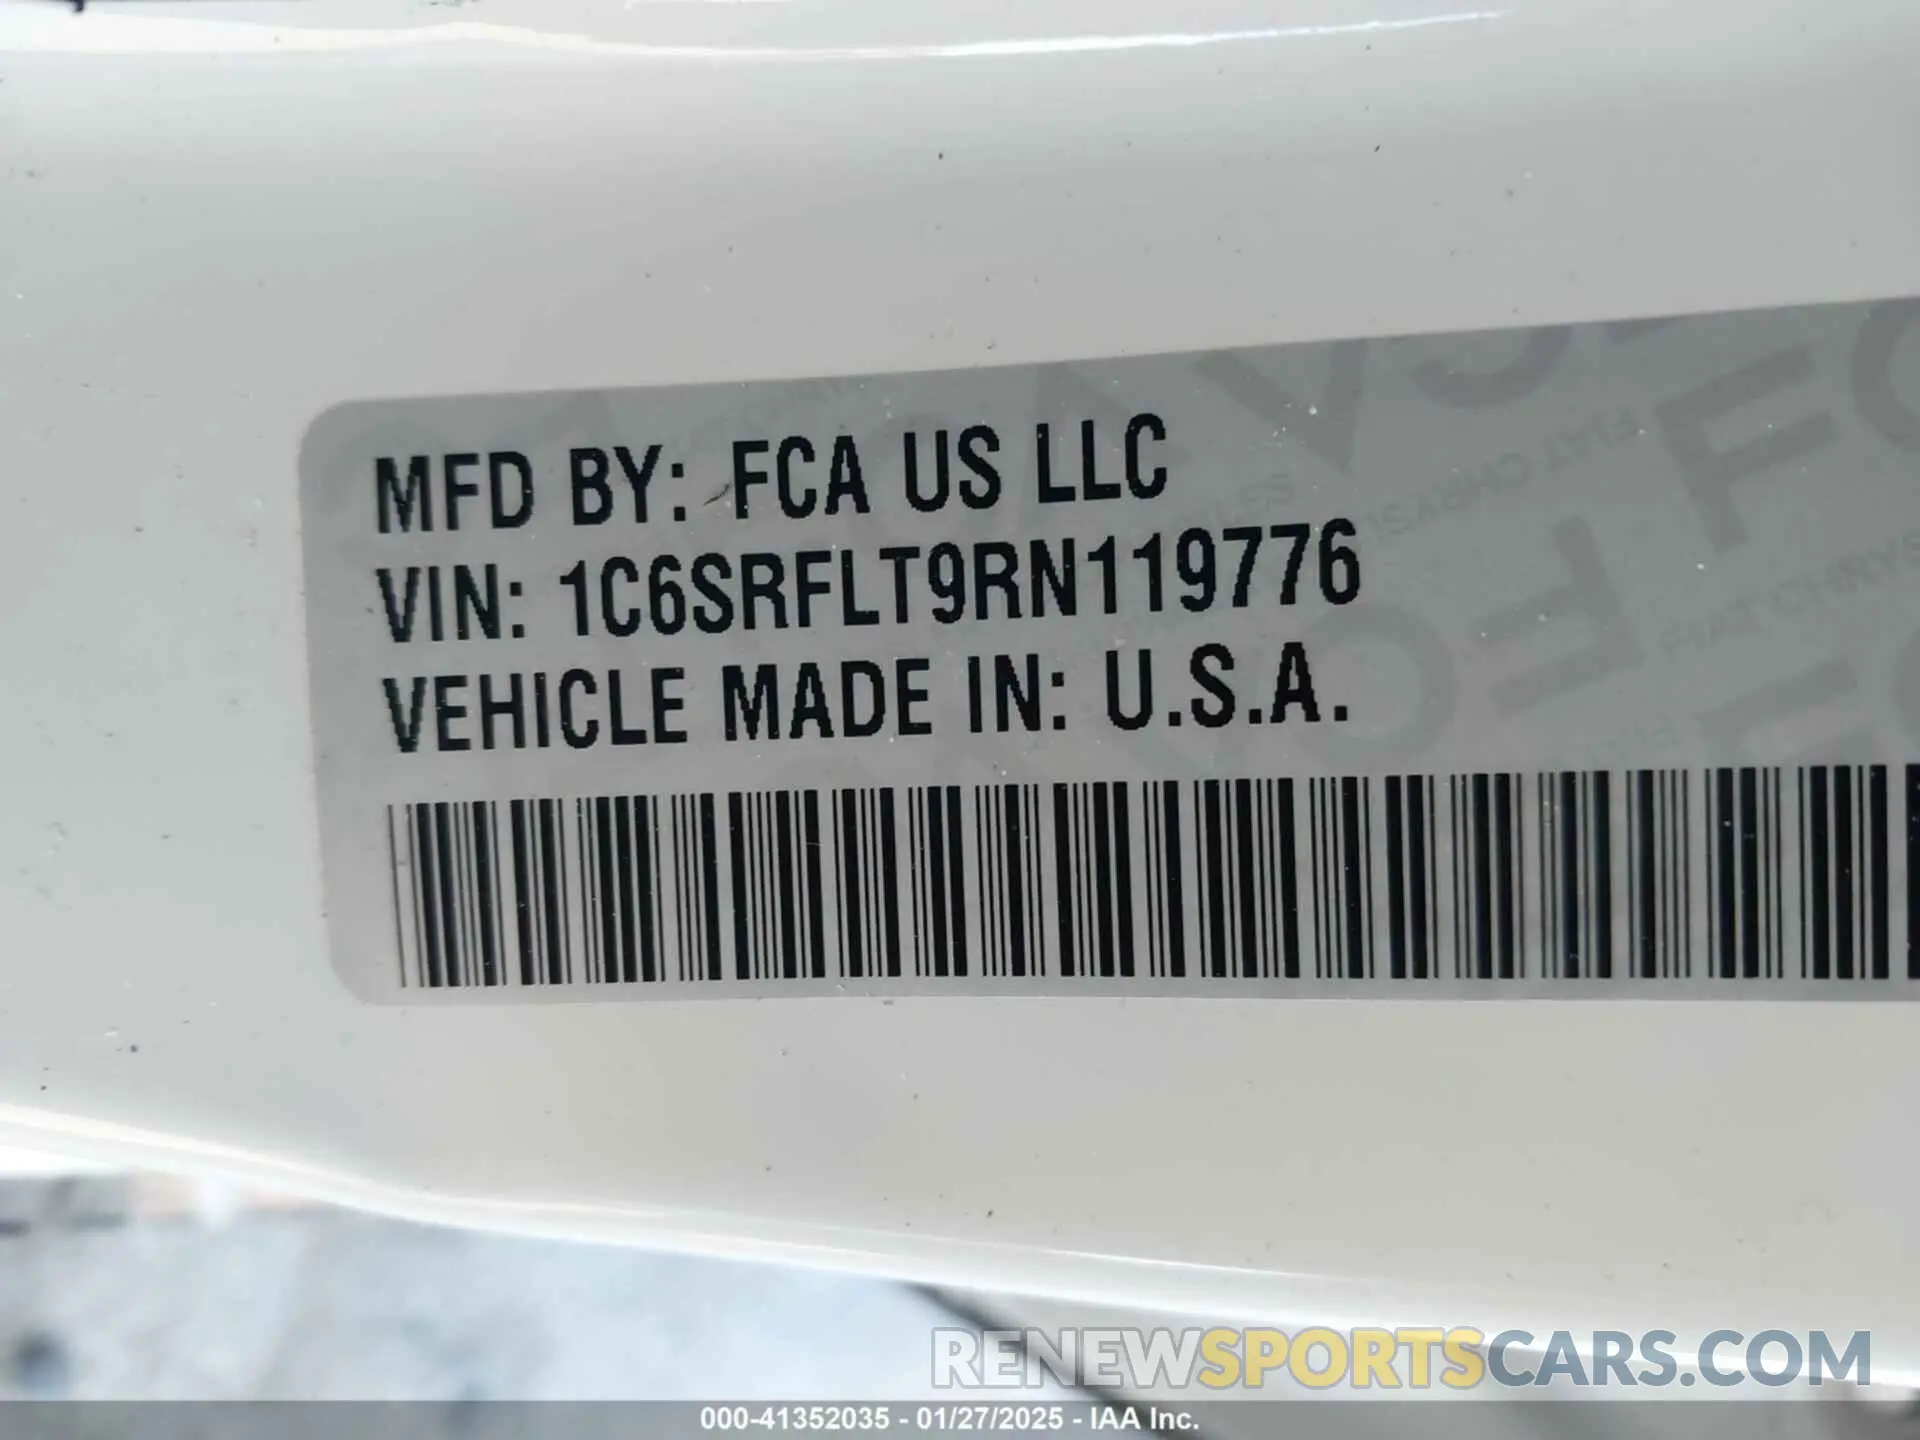 MFD BY: FCA US LLC
VIN: 1C6SRFLT9RN119776
VEHICLE MADE IN: U.S.A.
RENEWSPORTSCARS.COM
000-41352035 - 01/27/2025 - IAA Inc.